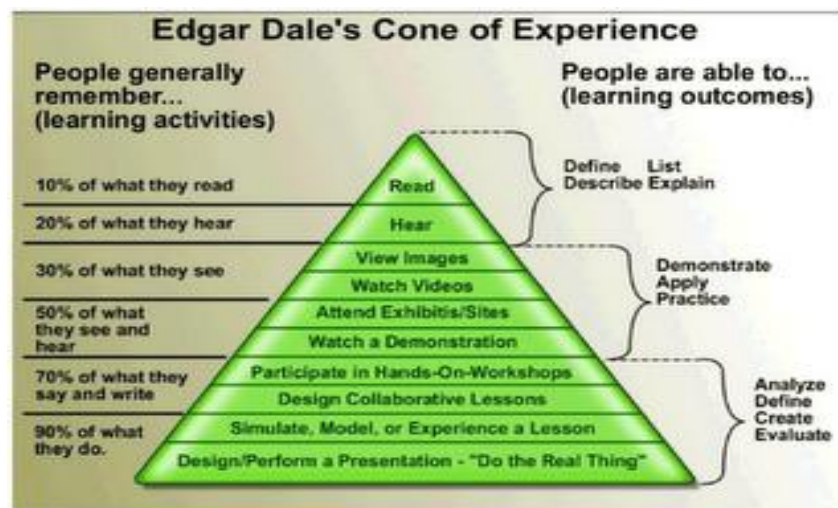 Edgar Dale's Cone of Experience
People generally
remember...
(learning activities)
People are able to...
(learning outcomes)
10% of what they read
20% of what they hear
30% of what they see
50% of what
they see and
hear
70% of what they
say and write
90% of what
they do.
Read
Hear
View Images
Watch Videos
Attend Exhibitis/Sites
Watch a Demonstration
Participate in Hands-On-Workshops
Design Collaborative Lessons
Simulate, Model, or Experience a Lesson
Design/Perform a Presentation - "Do the Real Thing"
Define List
Describe Explain
Demonstrate
Apply
Practice
Analyze
Define
Create
Evaluate